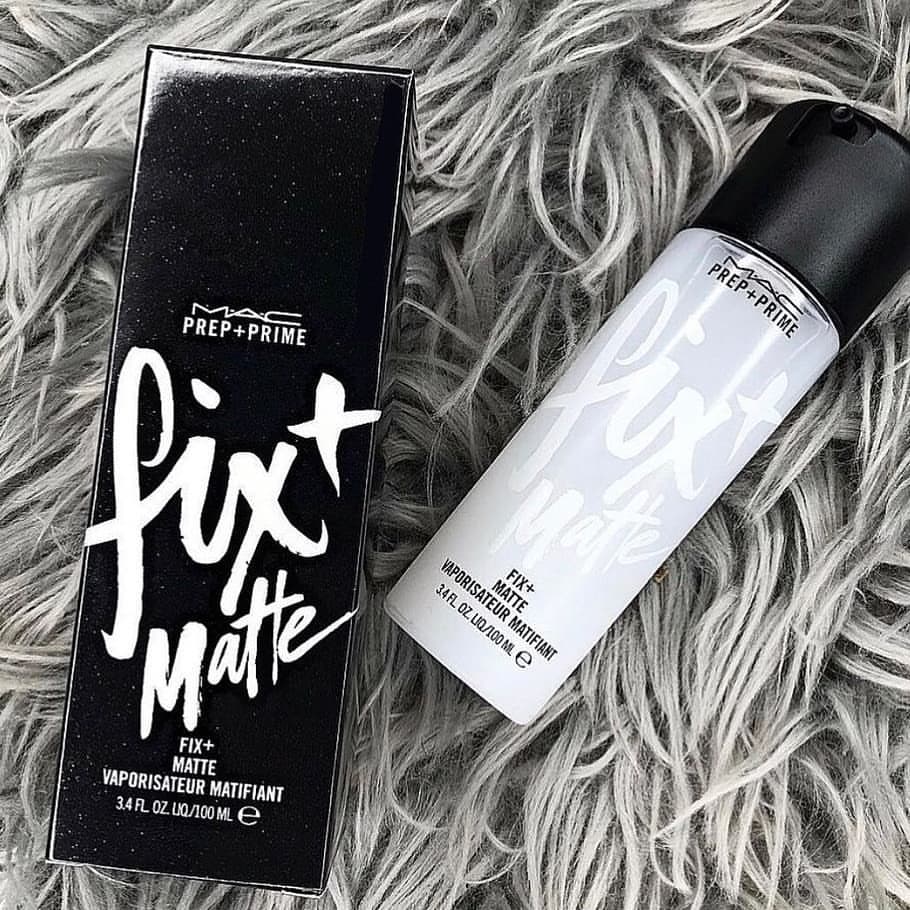 MAC
PREP+PRIME
fix+
Matte
FIX+
MATTE
VAPORISATEUR MATIFIANT
3.4 FL. OZ. LIQ/100 ML ℮
MAC
PREP+PRIME
fix+
Matte
FIX+
MATTE
VAPORISATEUR MATIFIANT
3.4 FL. OZ. LIQ/100 ML ℮